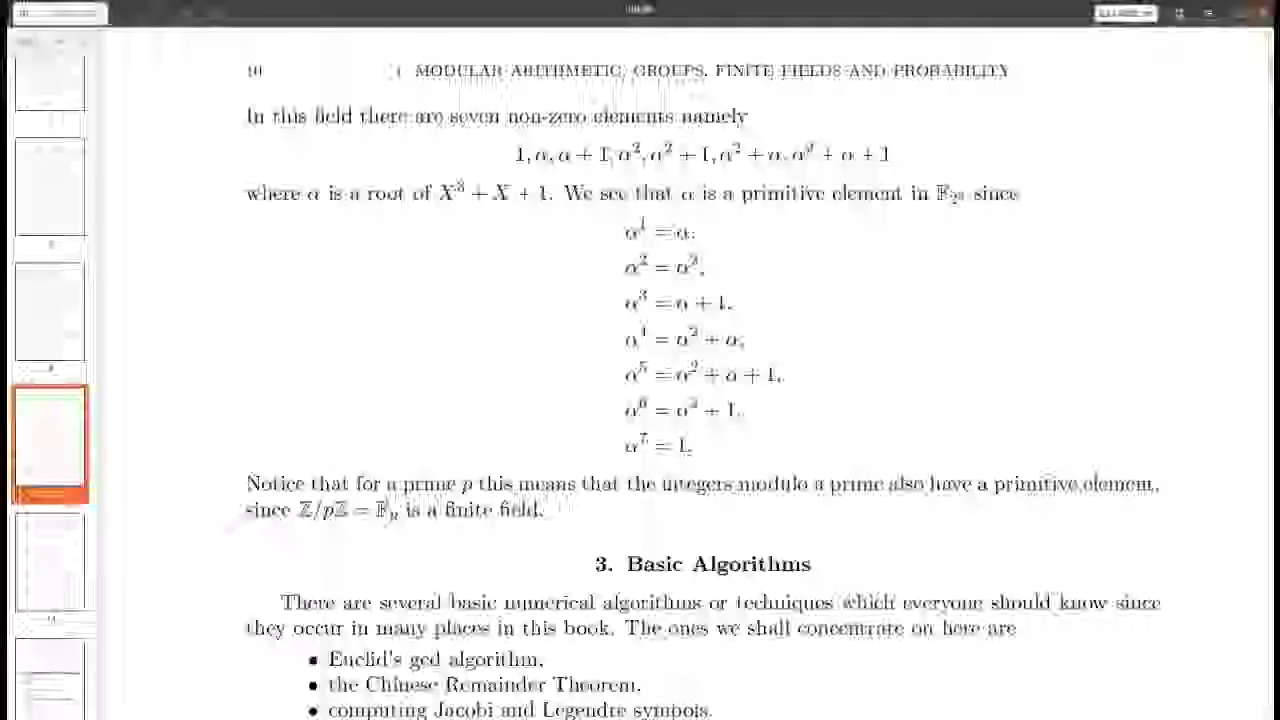 10 1. MODULAR ARITHMETIC, GROUPS, FINITE FIELDS AND PROBABILITY
In this field there are seven non-zero elements namely
1, α, α + 1, α², α² + 1, α² + α, α² + α + 1
where α is a root of X³ + X + 1. We see that α is a primitive element in 𝔽₂₃ since
α¹ = α,
α² = α²,
α³ = α + 1,
α⁴ = α² + α,
α⁵ = α² + α + 1,
α⁶ = α² + 1,
α⁷ = 1.
Notice that for a prime p this means that the integers modulo a prime also have a primitive element,
since ℤ/pℤ = 𝔽ₚ is a finite field.
3. Basic Algorithms
There are several basic numerical algorithms or techniques which everyone should know since
they occur in many places in this book. The ones we shall concentrate on here are
• Euclid's gcd algorithm,
• the Chinese Remainder Theorem,
• computing Jacobi and Legendre symbols.